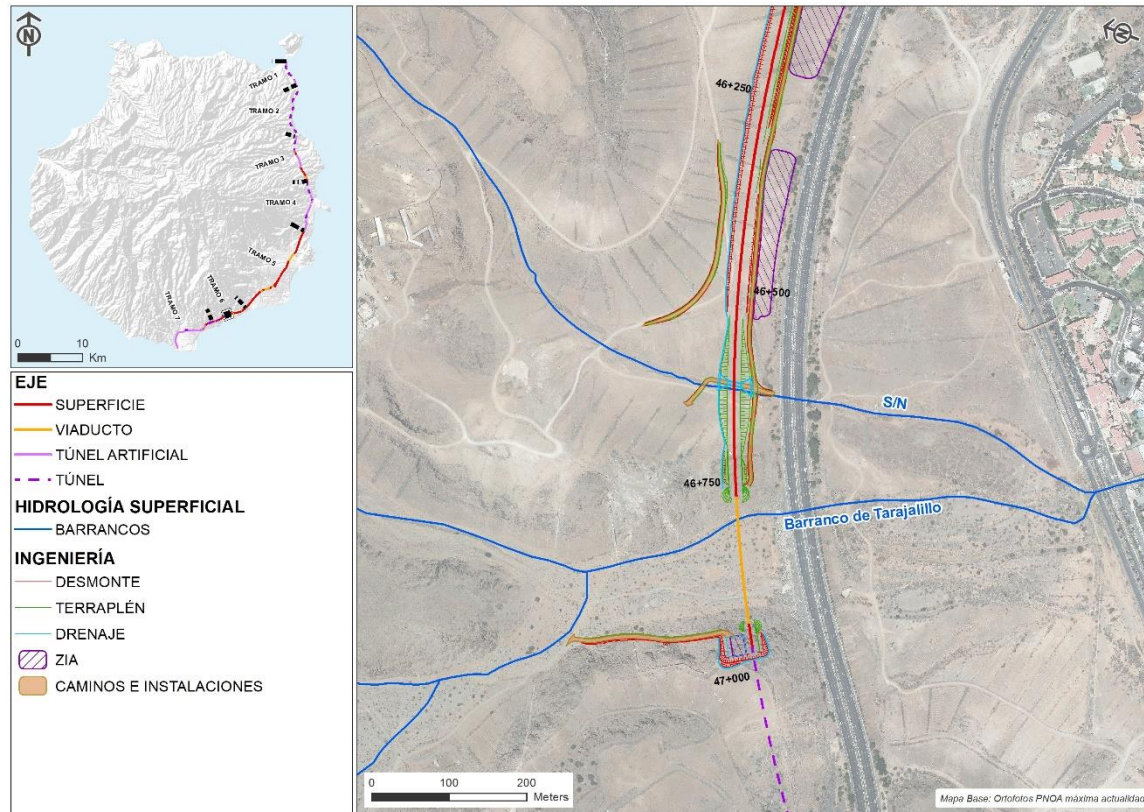 N
TRAMO 1
TRAMO 2
TRAMO 3
TRAMO 4
TRAMO 5
TRAMO 6
TRAMO 7
0 10
Km
EJE
SUPERFICIE
VIADUCTO
TÚNEL ARTIFICIAL
TÚNEL
HIDROLOGÍA SUPERFICIAL
BARRANCOS
INGENIERÍA
DESMONTE
TERRAPLÉN
DRENAJE
ZIA
CAMINOS E INSTALACIONES
N
46+250
46+500
S/N
46+750
Barranco de Tarajalillo
47+000
0 100 200
Meters
Mapa Base: Ortofotos PNOA máxima actualidad